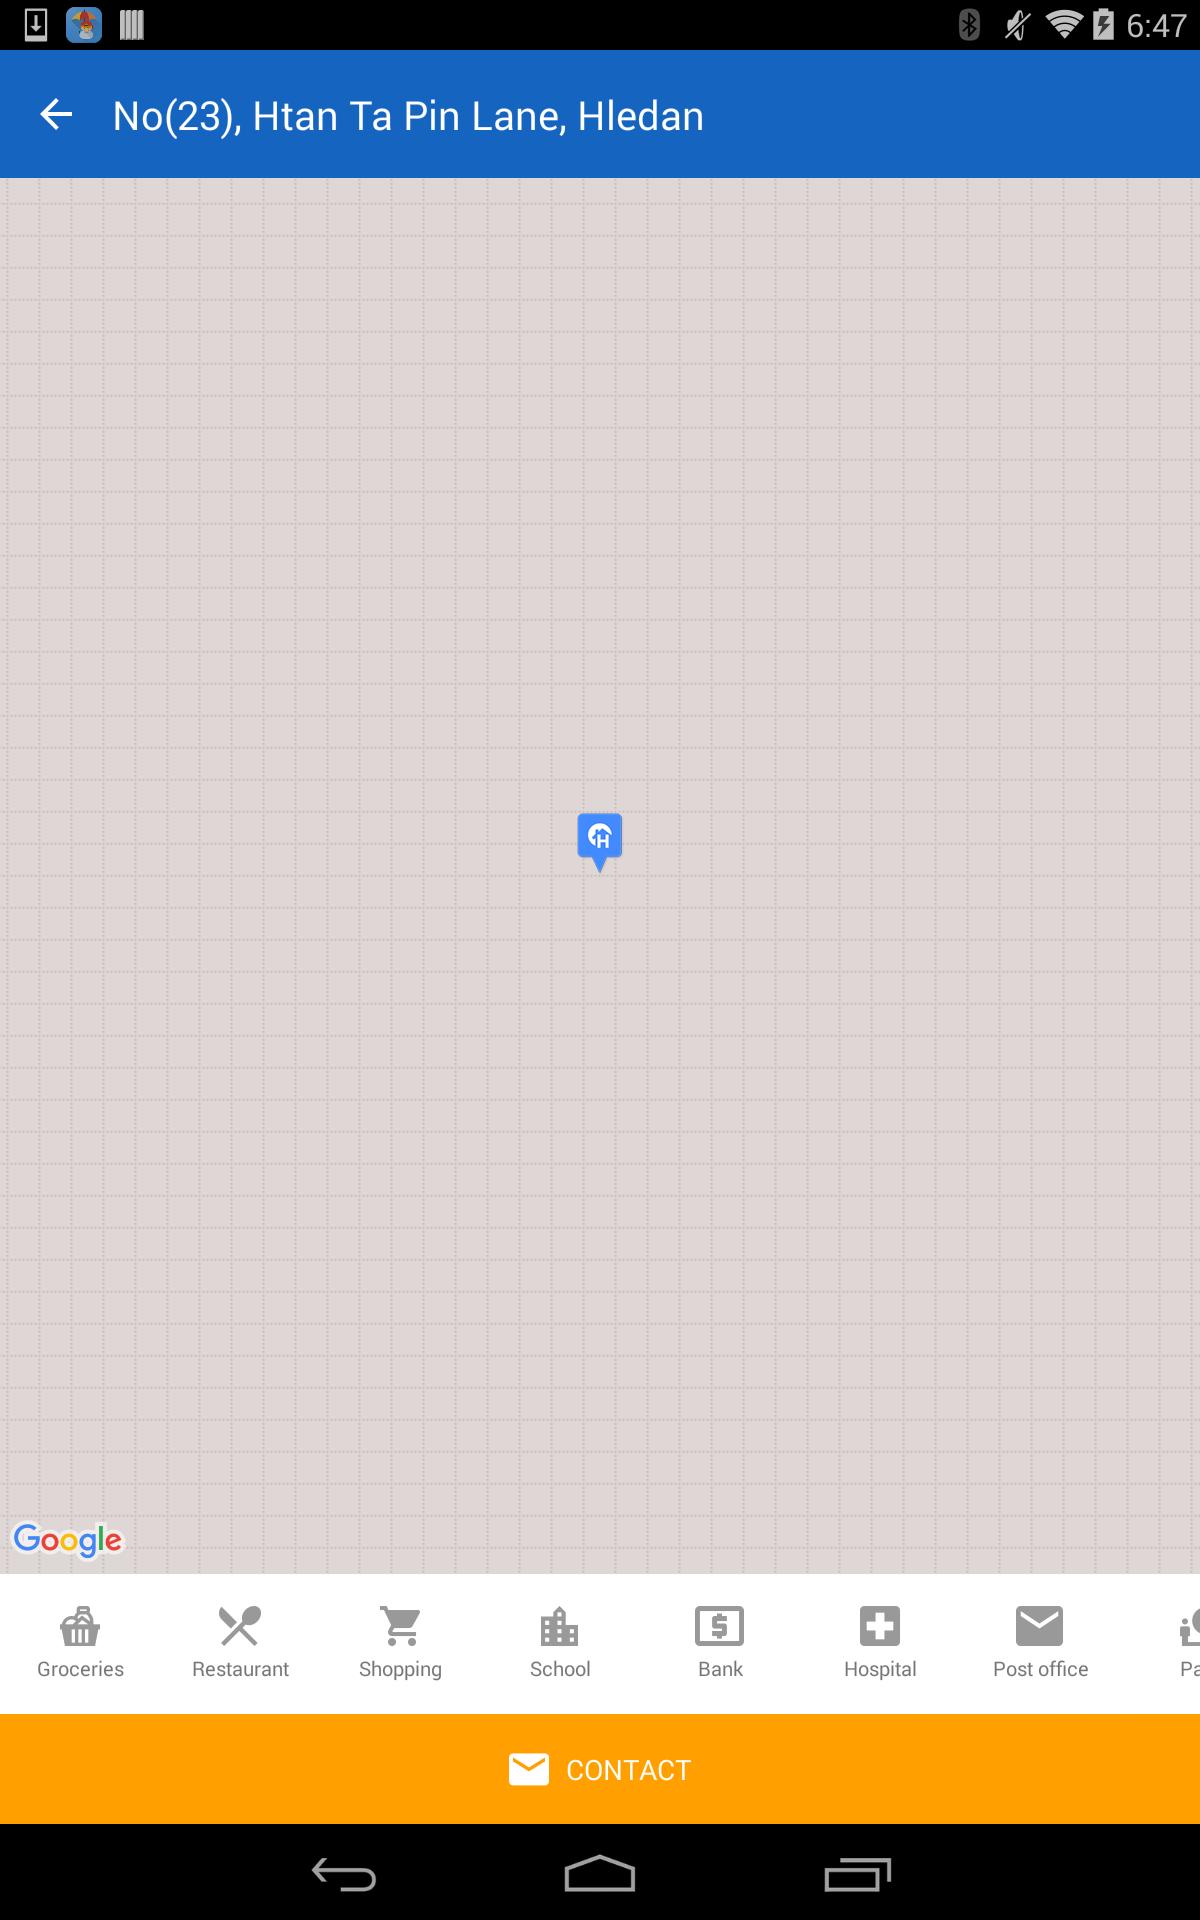 6:47
No(23), Htan Ta Pin Lane, Hledan
H
Google
Groceries Restaurant Shopping School Bank Hospital Post office Pa
CONTACT